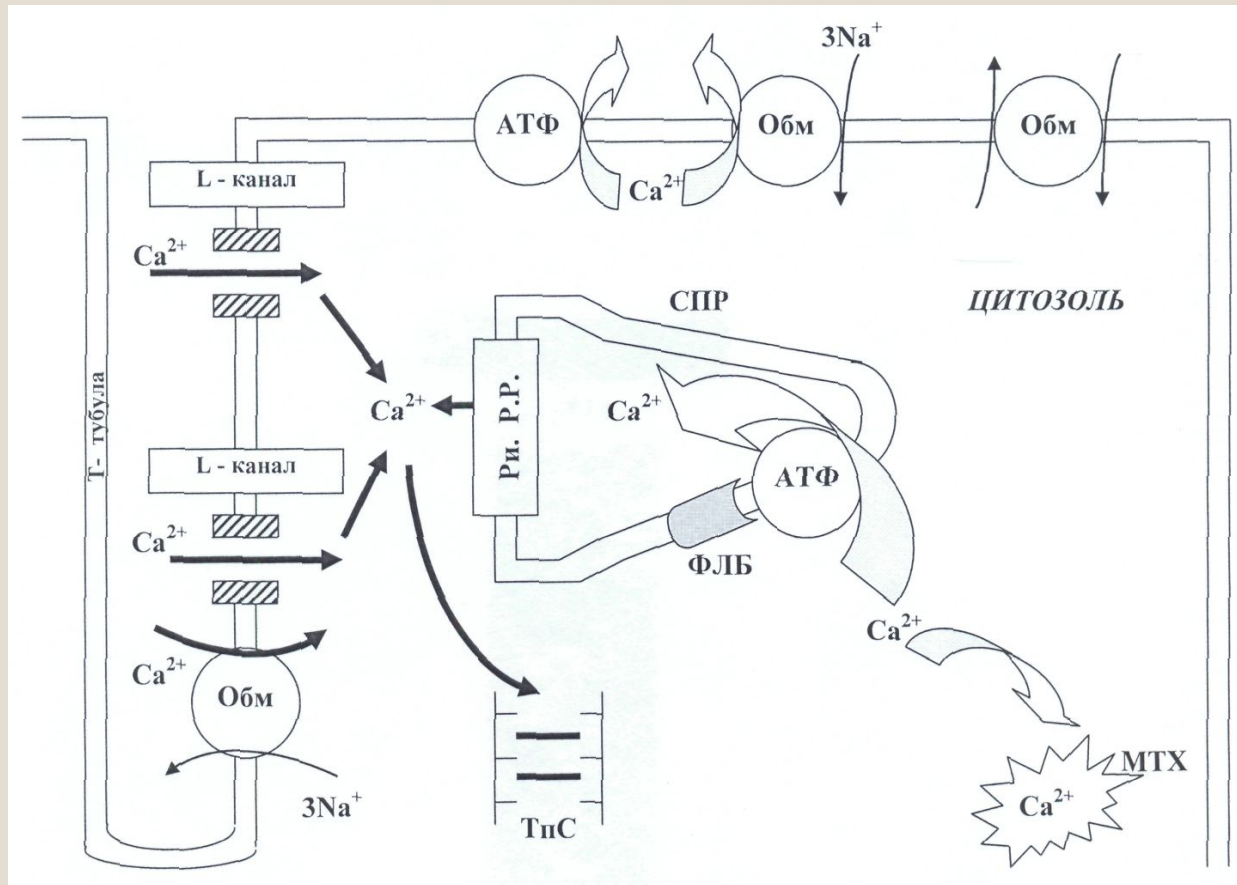 3Na⁺
АТФ
Обм
Обм
L - канал
Ca²⁺
Ca²⁺
СПР
ЦИТОЗОЛЬ
Т- тубула
Ca²⁺
Ри. Р.Р.
Ca²⁺
АТФ
L - канал
Ca²⁺
ФЛБ
Ca²⁺
Ca²⁺
Обм
3Na⁺
ТпС
МТХ
Ca²⁺